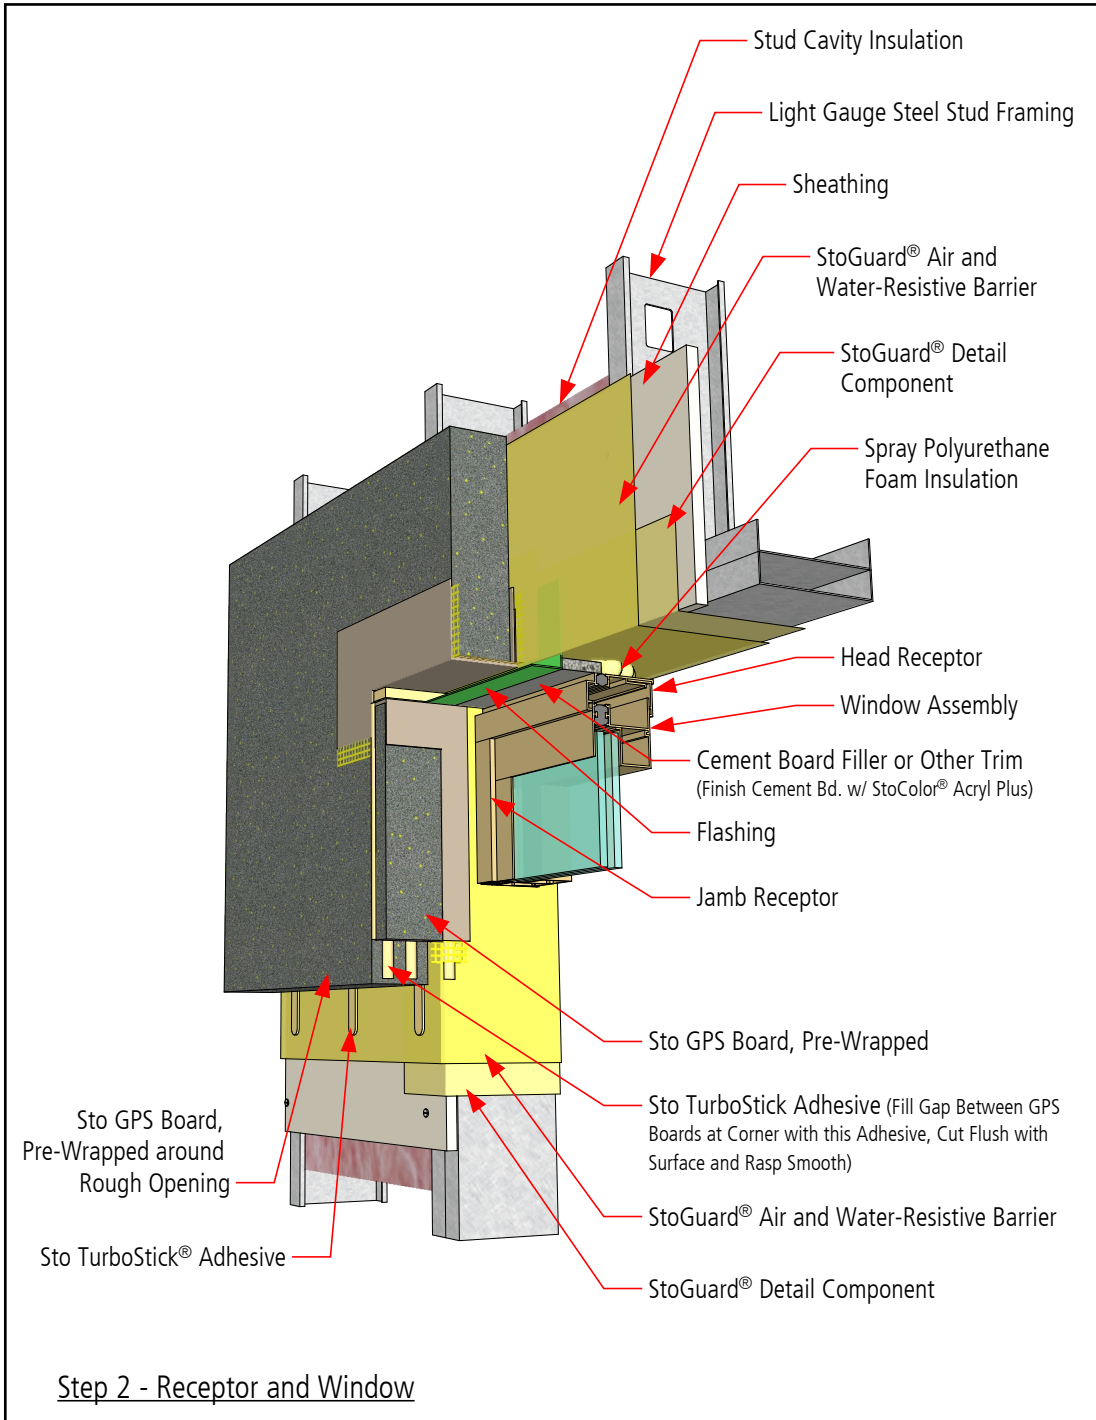 Stud Cavity Insulation
Light Gauge Steel Stud Framing
Sheathing
StoGuard® Air and
Water-Resistive Barrier
StoGuard® Detail
Component
Spray Polyurethane
Foam Insulation
Head Receptor
Window Assembly
Cement Board Filler or Other Trim
(Finish Cement Bd. w/ StoColor® Acryl Plus)
Flashing
Jamb Receptor
Sto GPS Board, Pre-Wrapped
Sto TurboStick Adhesive (Fill Gap Between GPS
Boards at Corner with this Adhesive, Cut Flush with
Surface and Rasp Smooth)
StoGuard® Air and Water-Resistive Barrier
StoGuard® Detail Component
Sto GPS Board,
Pre-Wrapped around
Rough Opening
Sto TurboStick® Adhesive
Step 2 - Receptor and Window